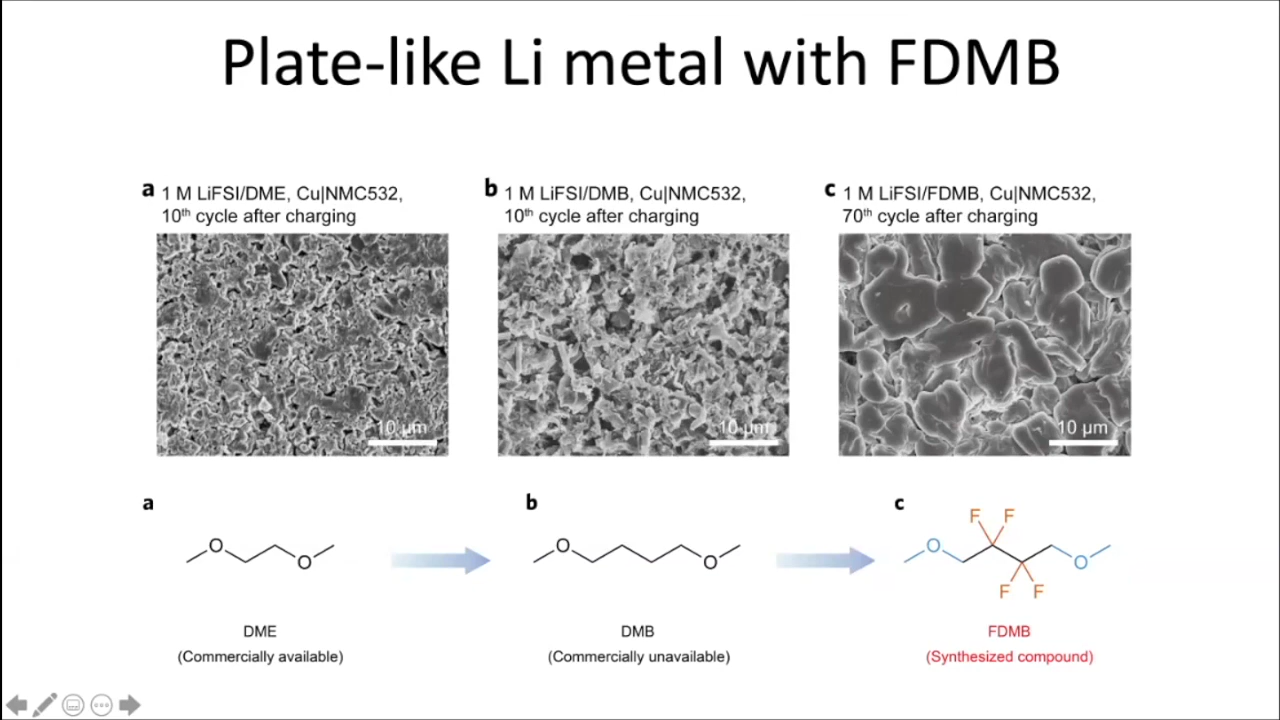 Plate-like Li metal with FDMB
a 1 M LiFSI/DME, Cu|NMC532,
10th cycle after charging
b 1 M LiFSI/DMB, Cu|NMC532,
10th cycle after charging
c 1 M LiFSI/FDMB, Cu|NMC532,
70th cycle after charging
10 µm
10 µm
10 µm
a
b
c
O
O
O
O
F F
O
O
F F
DME
(Commercially available)
DMB
(Commercially unavailable)
FDMB
(Synthesized compound)